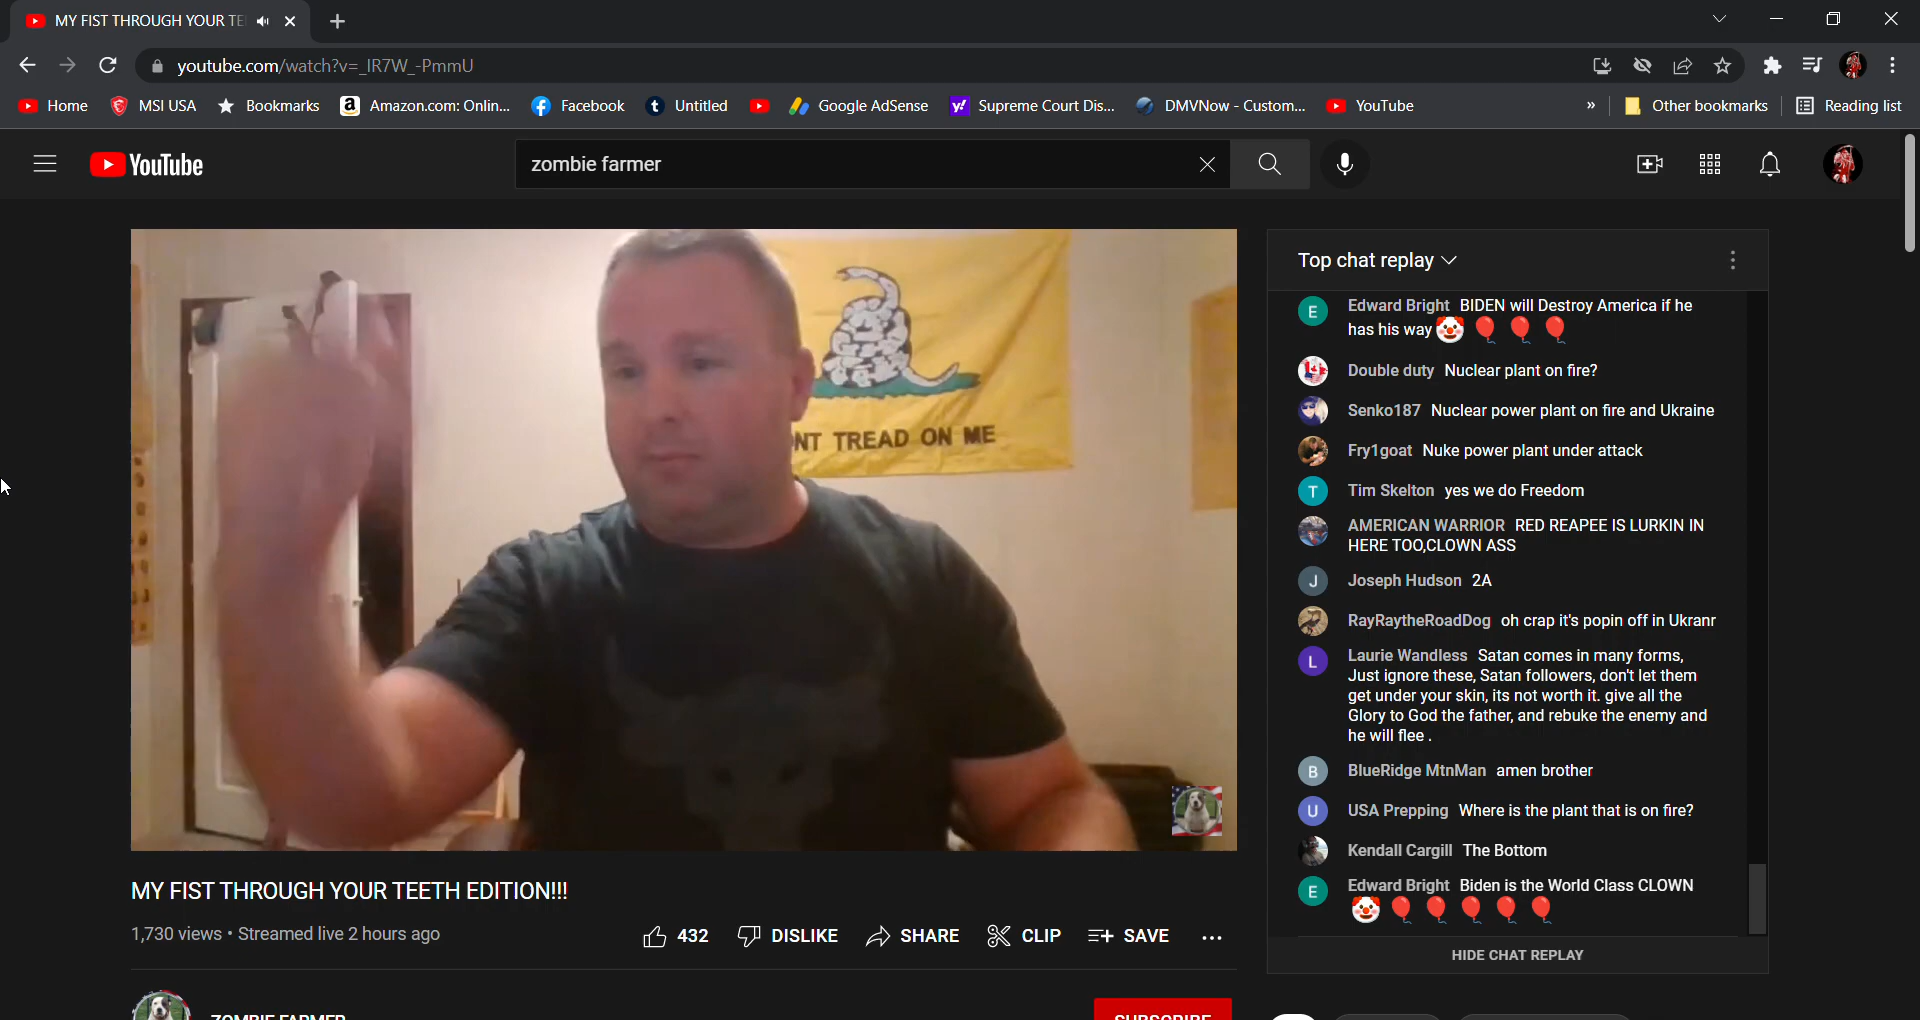 MY FIST THROUGH YOUR TE
youtube.com/watch?v=_IR7W_-PmmU
Home
MSI USA
Bookmarks
Amazon.com: Onlin...
Facebook
Untitled
Google AdSense
Supreme Court Dis...
DMVNow - Custom...
YouTube
»
Other bookmarks
Reading list
YouTube
zombie farmer
NT TREAD ON ME
Top chat replay
Edward Bright BIDEN will Destroy America if he
has his way 🤡 🎈 🎈 🎈
Double duty Nuclear plant on fire?
Senko187 Nuclear power plant on fire and Ukraine
Fry1goat Nuke power plant under attack
T
Tim Skelton yes we do Freedom
AMERICAN WARRIOR RED REAPEE IS LURKIN IN
HERE TOO,CLOWN ASS
J
Joseph Hudson 2A
RayRaytheRoadDog oh crap it's popin off in Ukranr
L
Laurie Wandless Satan comes in many forms,
Just ignore these, Satan followers, don't let them
get under your skin, its not worth it. give all the
Glory to God the father, and rebuke the enemy and
he will flee .
B
BlueRidge MtnMan amen brother
U
USA Prepping Where is the plant that is on fire?
Kendall Cargill The Bottom
E
Edward Bright Biden is the World Class CLOWN
🤡 🎈 🎈 🎈 🎈 🎈
HIDE CHAT REPLAY
MY FIST THROUGH YOUR TEETH EDITION!!!
1,730 views • Streamed live 2 hours ago
432
DISLIKE
SHARE
CLIP
SAVE
...
ZOMBIE FARMER
SUBSCRIBE